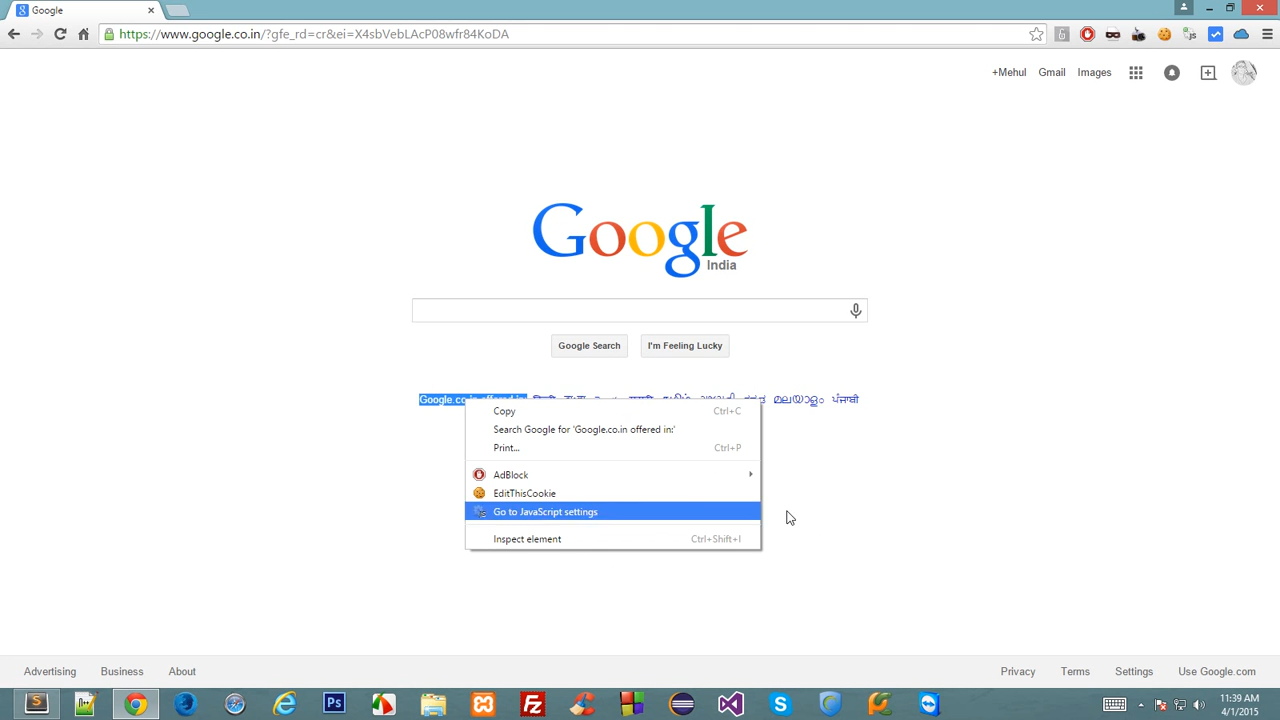 Google
https://www.google.co.in/?gfe_rd=cr&ei=X4sbVebLAcP08wfr84KoDA
+Mehul Gmail Images
Google
India
Google Search I'm Feeling Lucky
മലയാളം ਪੰਜਾਬੀ
Copy Ctrl+C
Search Google for 'Google.co.in offered in:'
Print... Ctrl+P
AdBlock
EditThisCookie
Go to JavaScript settings
Inspect element Ctrl+Shift+I
Advertising Business About Privacy Terms Settings Use Google.com
11:39 AM
4/1/2015